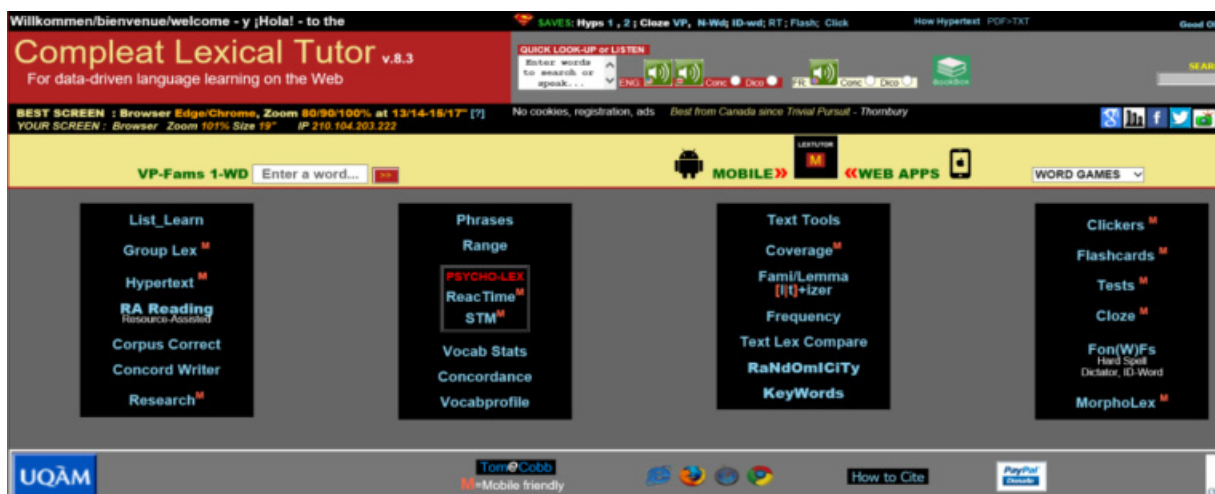 Willkommen/bienvenue/welcome - y ¡Hola! - to the
SAVES: Hyps 1 , 2 ; Cloze VP, N-Wd; ID-wd; RT ; Flash; Click
How Hypertext PDF>TXT
Good Ol
Compleat Lexical Tutor v.8.3
For data-driven language learning on the Web
QUICK LOOK-UP or LISTEN
Enter words
to search or
speak...
ENG
Conc Dico
FR
Conc Dico
BookBox
SEAR
BEST SCREEN : Browser Edge/Chrome, Zoom 80/90/100% at 13/14-15/17" [?]
YOUR SCREEN : Browser Zoom 101% Size 19" IP 210.104.203.222
No cookies, registration, ads Best from Canada since Trivial Pursuit - Thornbury
VP-Fams 1-WD Enter a word... >>
MOBILE»
LEXTUTOR
M
«WEB APPS
WORD GAMES
List_Learn
Group Lex M
Hypertext M
RA Reading
Resource-Assisted
Corpus Correct
Concord Writer
Research M
Phrases
Range
PSYCHO-LEX
ReacTime M
STM M
Vocab Stats
Concordance
Vocabprofile
Text Tools
Coverage M
Fami/Lemma
[l|t]+izer
Frequency
Text Lex Compare
RaNdOmICiTy
KeyWords
Clickers M
Flashcards M
Tests M
Cloze M
Fon(W)Fs
Hard Spell
Dictator, ID-Word
MorphoLex M
UQÀM
Tom@Cobb
M=Mobile friendly
How to Cite
PayPal
Donate